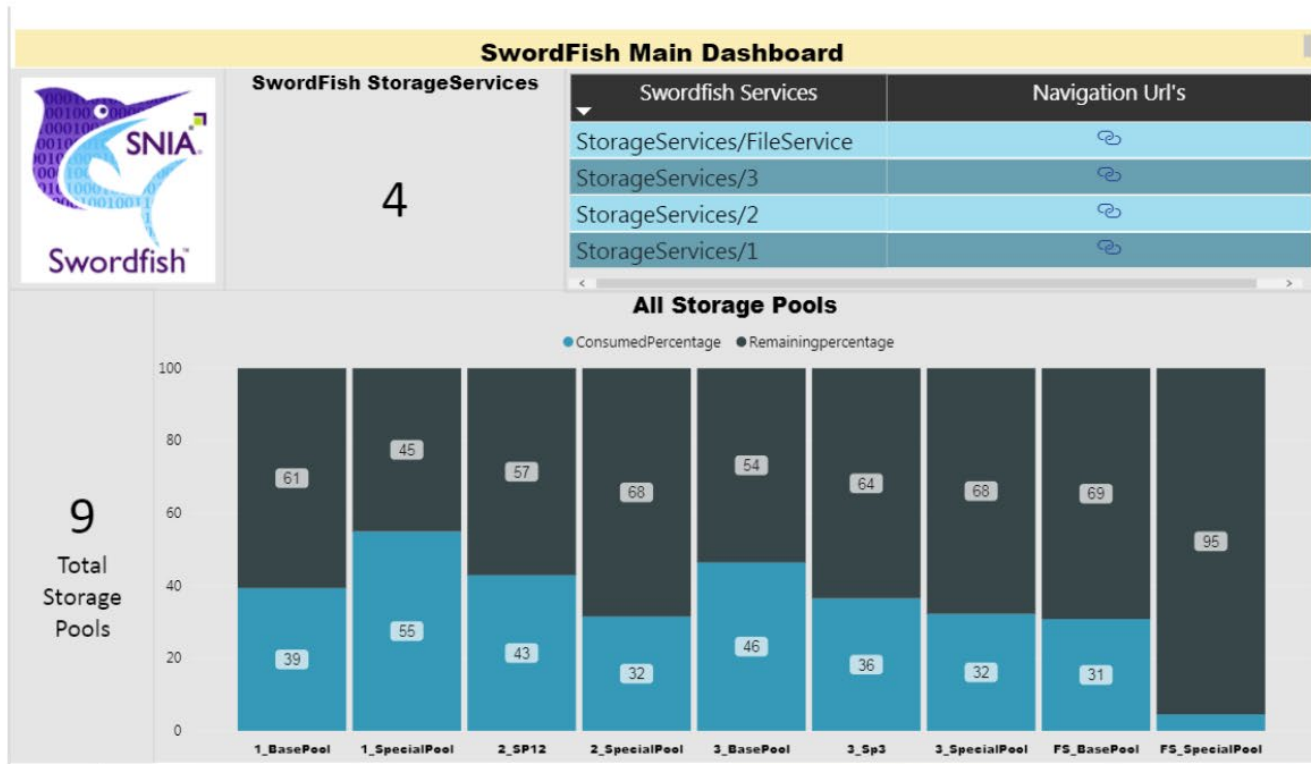 SwordFish Main Dashboard
SNIA
Swordfish™
SwordFish StorageServices
4
Swordfish Services Navigation Url's
StorageServices/FileService
StorageServices/3
StorageServices/2
StorageServices/1
All Storage Pools
ConsumedPercentage Remainingpercentage
9
Total
Storage
Pools
100
80
60
40
20
0
61 45 57 68 54 64 68 69 95
39 55 43 32 46 36 32 31
1_BasePool 1_SpecialPool 2_SP12 2_SpecialPool 3_BasePool 3_Sp3 3_SpecialPool FS_BasePool FS_SpecialPool